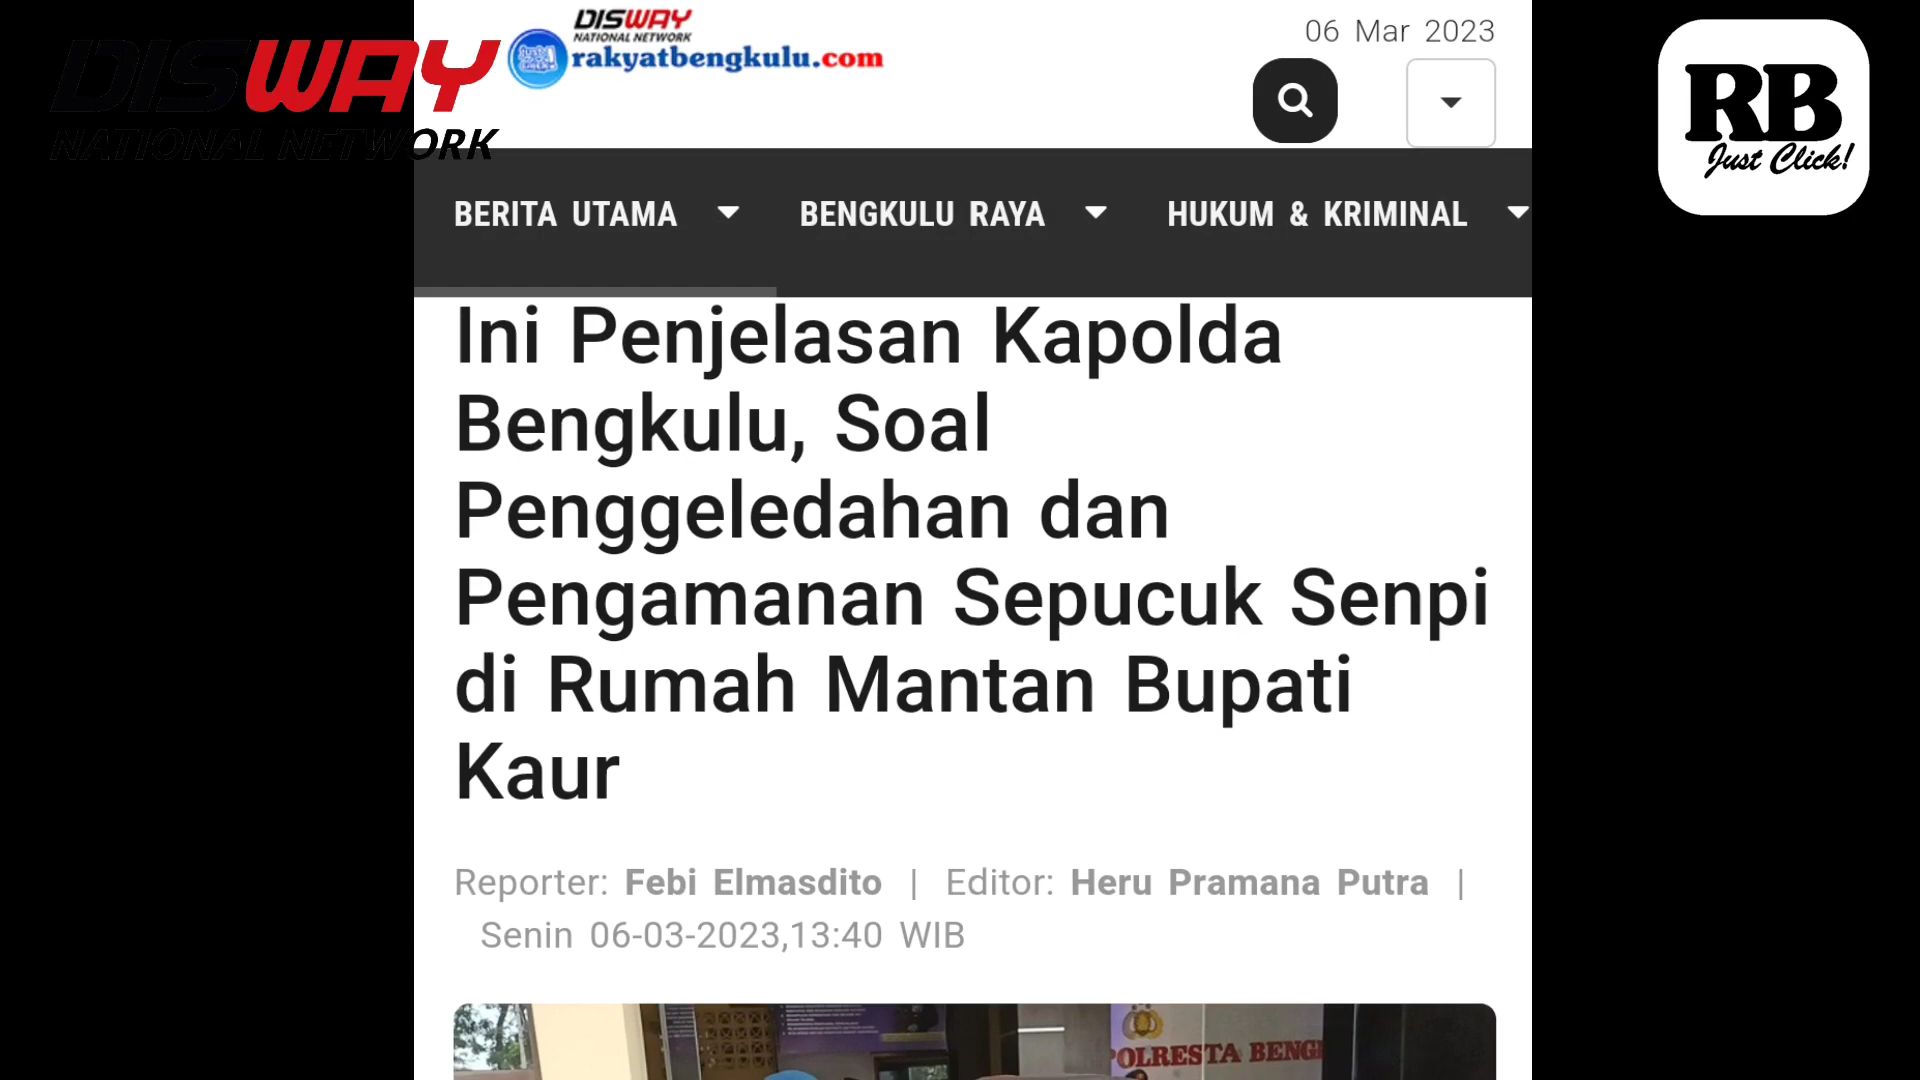 DISWAY
NATIONAL NETWORK
DISWAY
NATIONAL NETWORK
rakyatbengkulu.com
06 Mar 2023
RB
Just Click!
BERITA UTAMA
BENGKULU RAYA
HUKUM & KRIMINAL
Ini Penjelasan Kapolda
Bengkulu, Soal
Penggeledahan dan
Pengamanan Sepucuk Senpi
di Rumah Mantan Bupati
Kaur
Reporter: Febi Elmasdito | Editor: Heru Pramana Putra |
Senin 06-03-2023,13:40 WIB
POLRESTA BENG